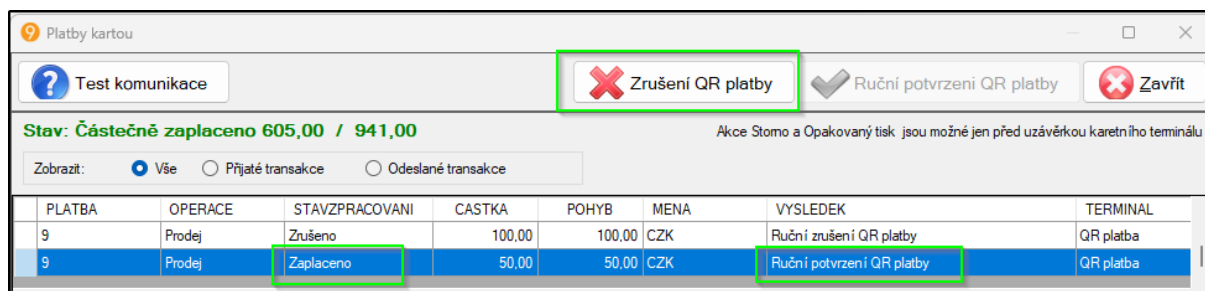 9 Platby kartou
Test komunikace Zrušení QR platby Ruční potvrzeni QR platby Zavřít
Stav: Částečně zaplaceno 605,00 / 941,00 Akce Storno a Opakovaný tisk jsou možné jen před uzávěrkou karetního terminálu
Zobrazit: Vše Přijaté transakce Odeslané transakce
PLATBA OPERACE STAVZPRACOVANI CASTKA POHYB MENA VYSLEDEK TERMINAL
9 Prodej Zrušeno 100,00 100,00 CZK Ruční zrušení QR platby QR platba
9 Prodej Zaplaceno 50,00 50,00 CZK Ruční potvrzení QR platby QR platba